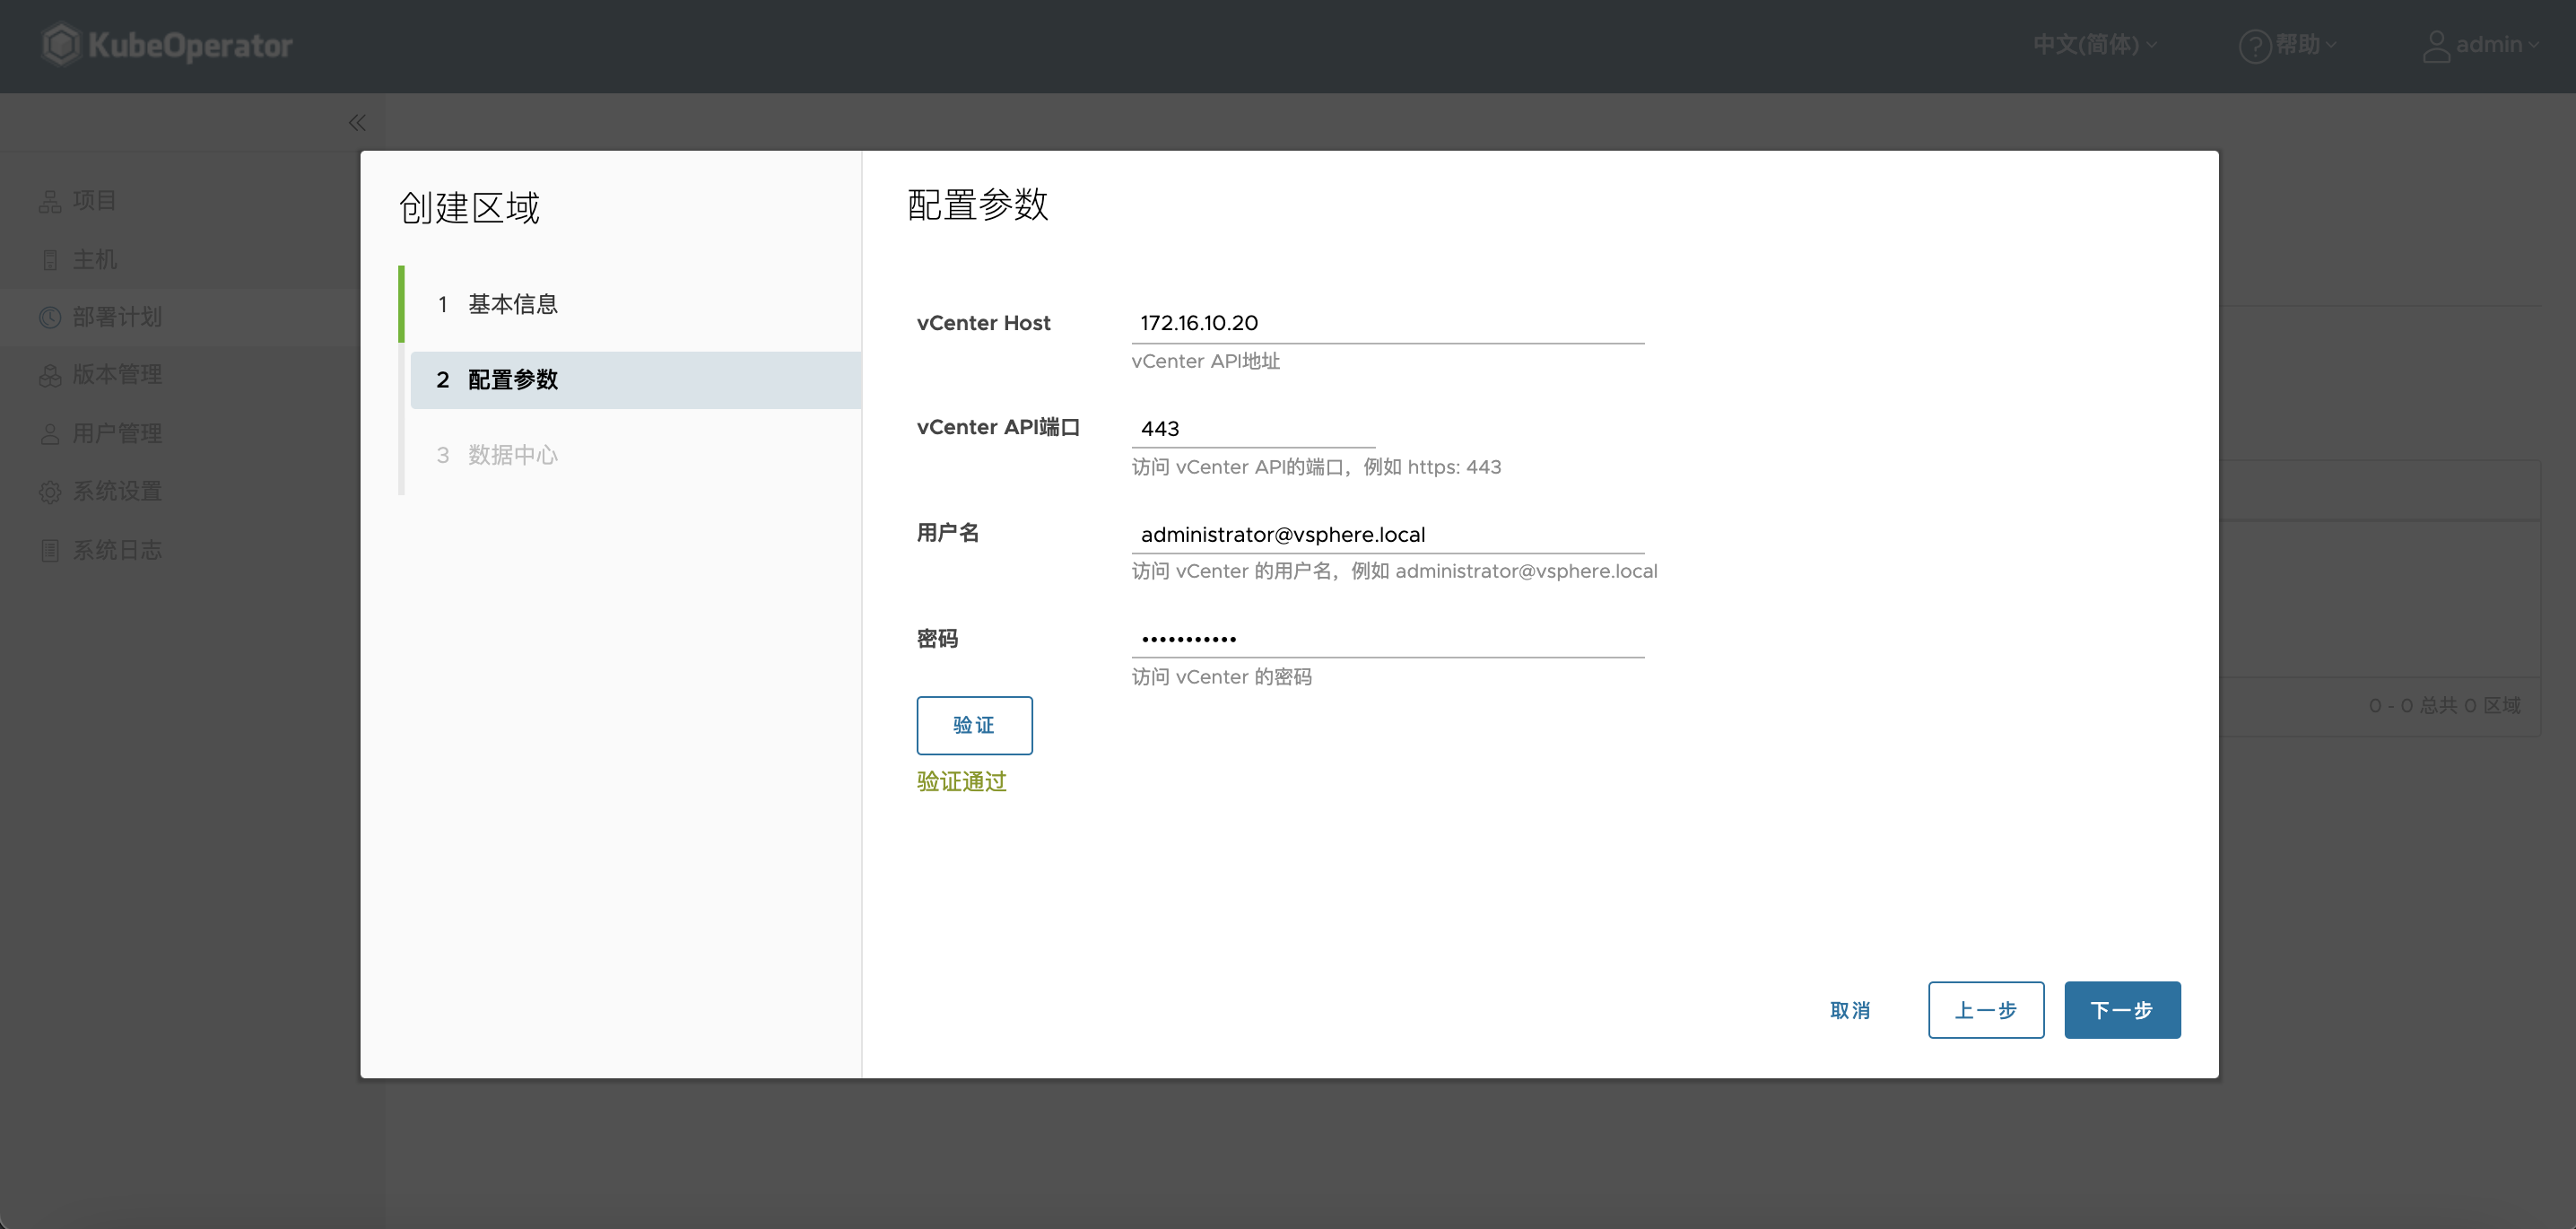 KubeOperator
中文(简体)
帮助
admin
项目
主机
部署计划
版本管理
用户管理
系统设置
系统日志
创建区域
1 基本信息
2 配置参数
3 数据中心
配置参数
vCenter Host 172.16.10.20
vCenter API地址
vCenter API端口 443
访问 vCenter API的端口，例如 https: 443
用户名 administrator@vsphere.local
访问 vCenter 的用户名，例如 administrator@vsphere.local
密码 •••••••••••
访问 vCenter 的密码
验证
验证通过
取消 上一步 下一步
0 - 0 总共 0 区域